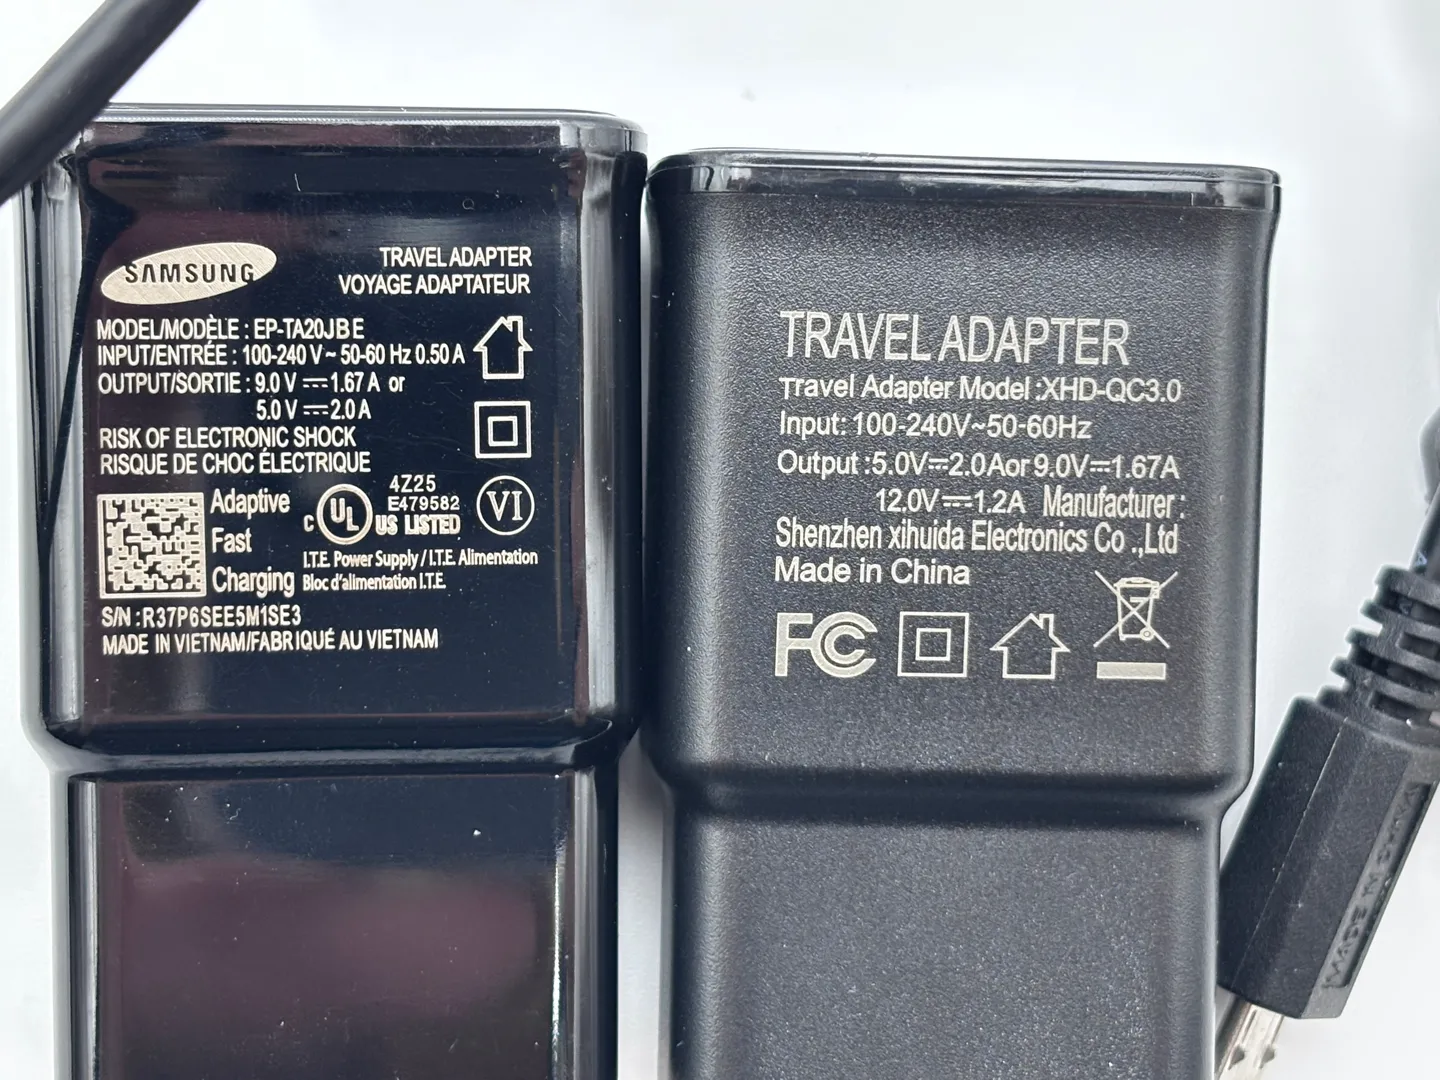 SAMSUNG
TRAVEL ADAPTER
VOYAGE ADAPTATEUR
MODEL/MODÈLE : EP-TA20JBE
INPUT/ENTRÉE : 100-240 V ~ 50-60 Hz 0.50 A
OUTPUT/SORTIE : 9.0 V ⎓ 1.67 A or
5.0 V ⎓ 2.0 A
RISK OF ELECTRONIC SHOCK
RISQUE DE CHOC ÉLECTRIQUE
Adaptive
Fast
Charging
4Z25
E479582
C UL US LISTED
VI
I.T.E. Power Supply / I.T.E. Alimentation
Bloc d'alimentation I.T.E.
S/N : R37P6SEE5M1SE3
MADE IN VIETNAM/FABRIQUÉ AU VIETNAM
TRAVEL ADAPTER
Travel Adapter Model :XHD-QC3.0
Input: 100-240V~50-60Hz
Output :5.0V⎓2.0Aor 9.0V⎓1.67A
12.0V⎓1.2A Manufacturer :
Shenzhen xihuida Electronics Co .,Ltd
Made in China
FC
MADE IN CHINA